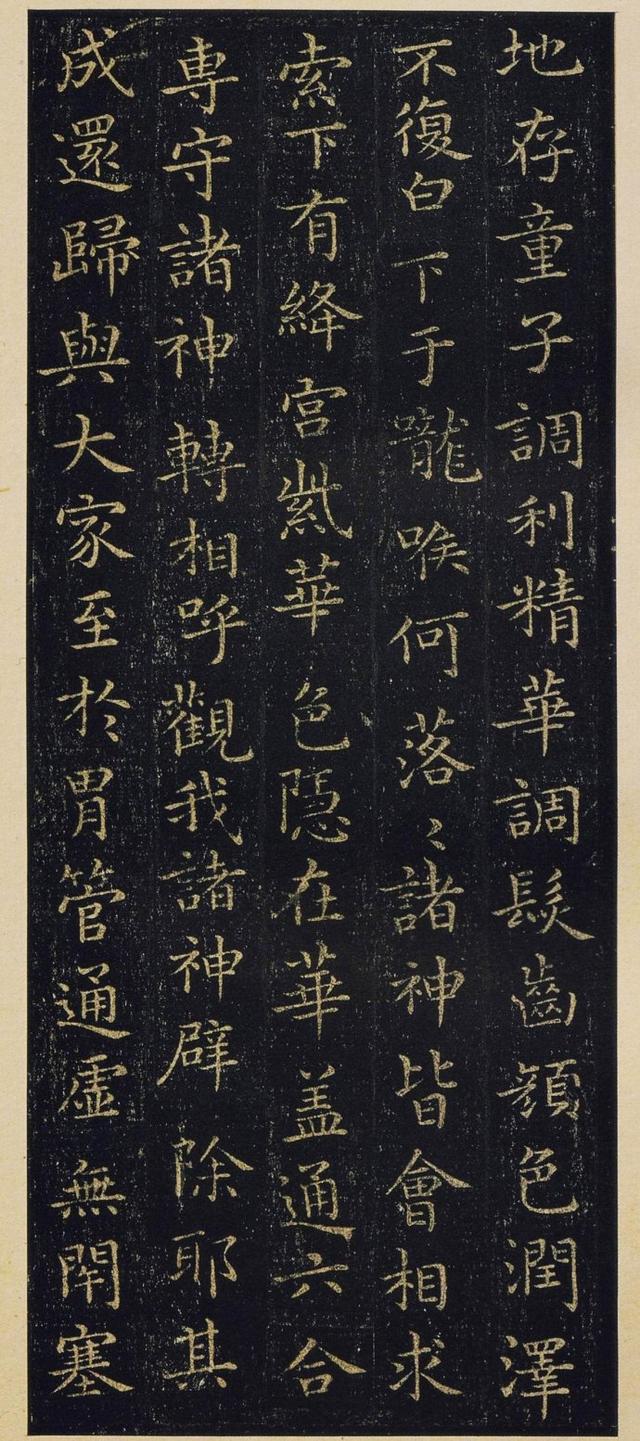 地存童子調利精華調髮齒顏色潤澤
不復白下于嚨喉何落〻諸神皆會相求
索下有絳宮紫華色隱在華盖通六合
專守諸神轉相呼觀我諸神辟除耶其
成還歸與大家至於胃管通虛無閇塞